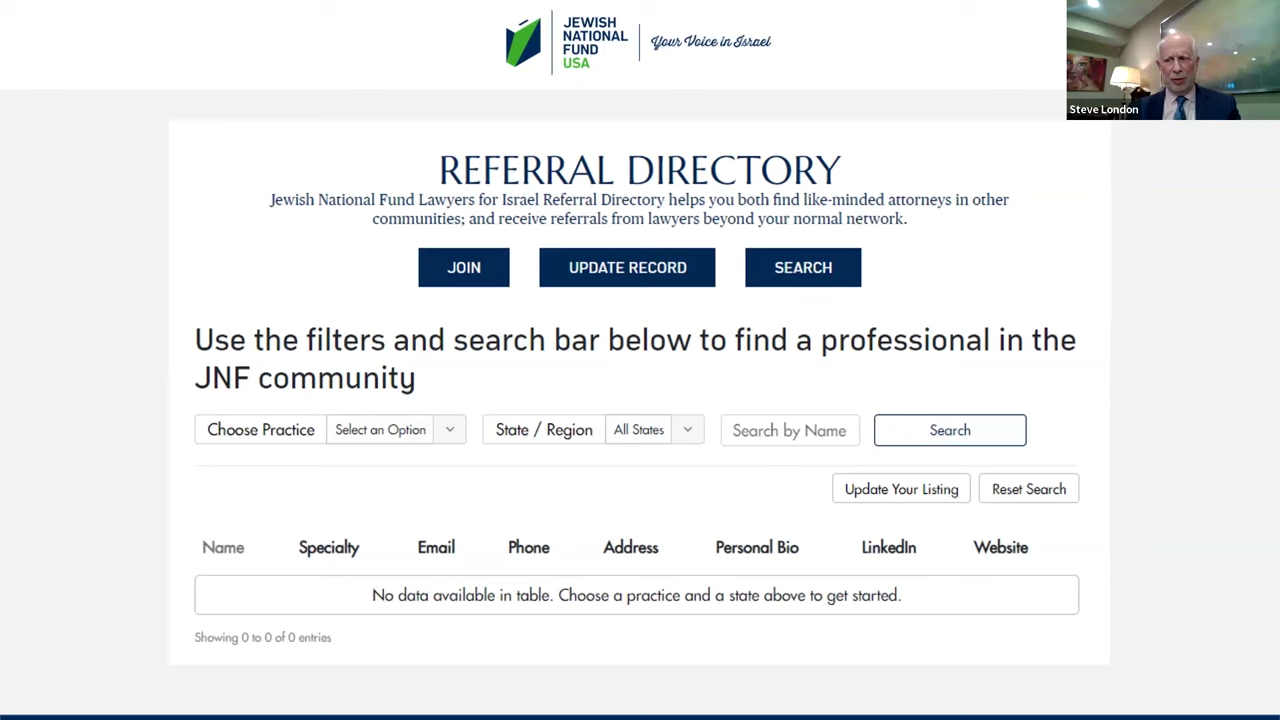 JEWISH
NATIONAL
FUND
USA
Your Voice in Israel
Steve London
REFERRAL DIRECTORY
Jewish National Fund Lawyers for Israel Referral Directory helps you both find like-minded attorneys in other
communities; and receive referrals from lawyers beyond your normal network.
JOIN UPDATE RECORD SEARCH
Use the filters and search bar below to find a professional in the
JNF community
Choose Practice Select an Option State / Region All States Search by Name Search
Update Your Listing Reset Search
Name Specialty Email Phone Address Personal Bio LinkedIn Website
No data available in table. Choose a practice and a state above to get started.
Showing 0 to 0 of 0 entries